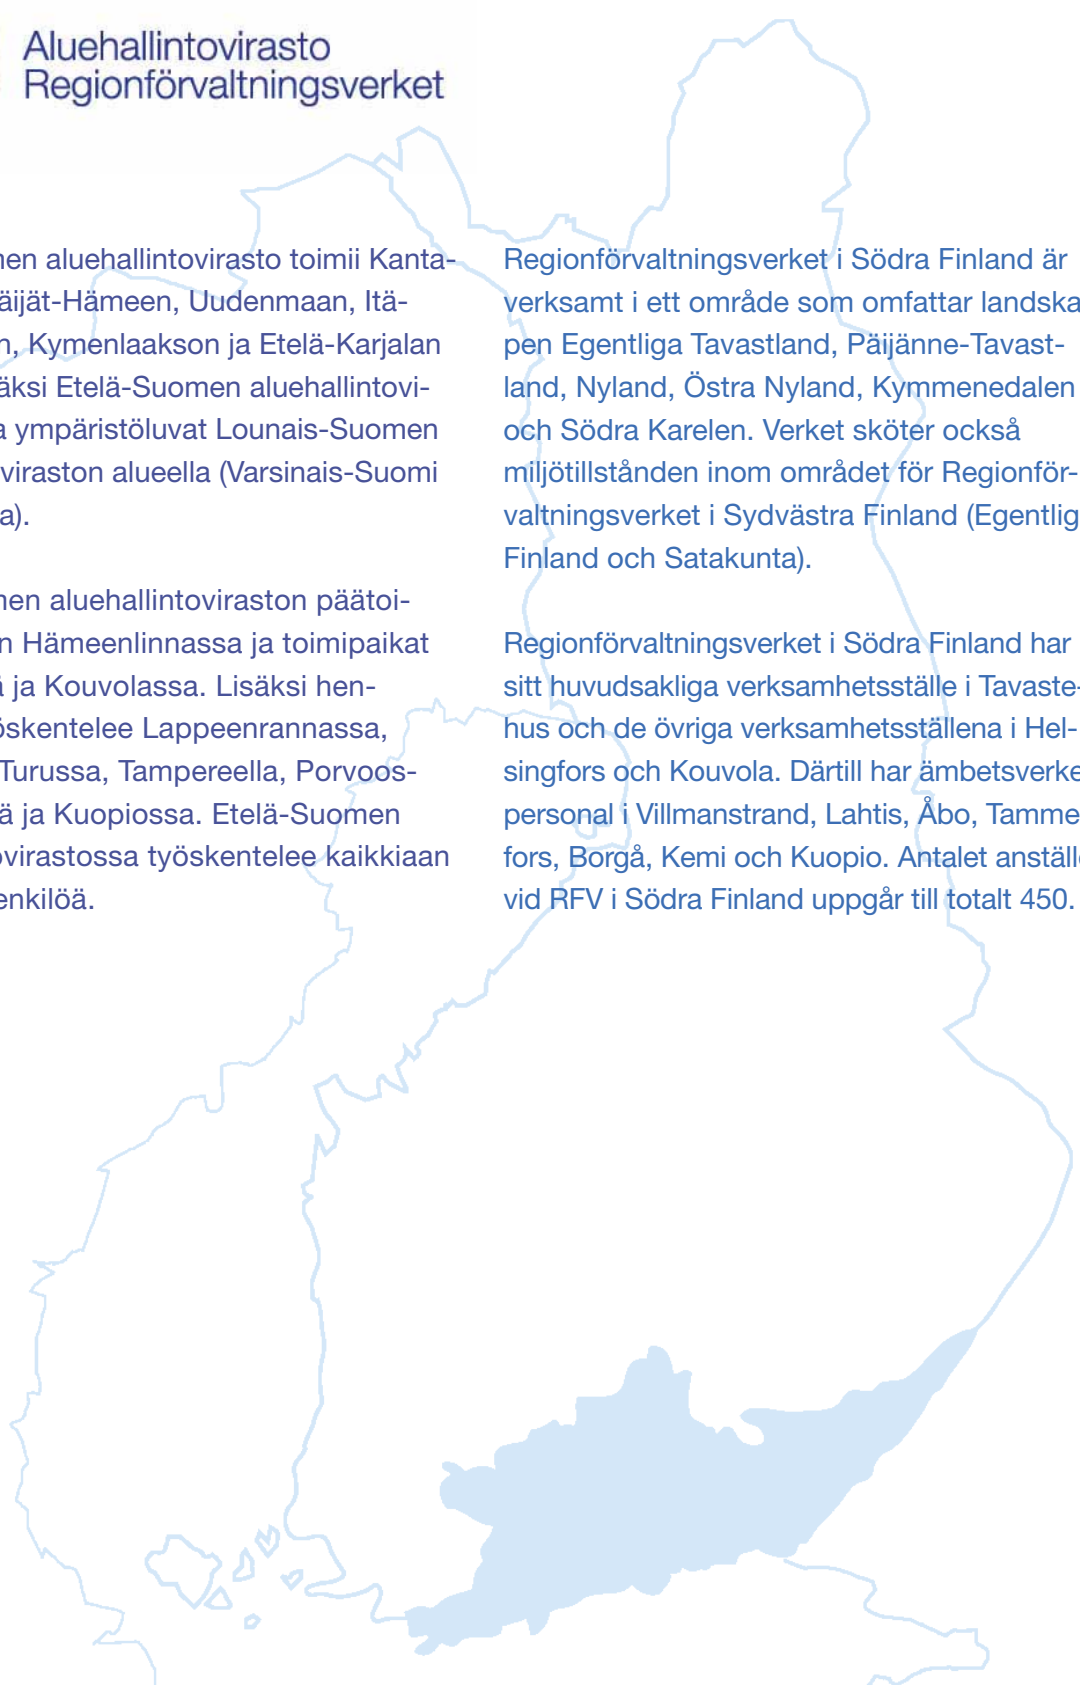 Aluehallintovirasto
Regionförvaltningsverket
nen aluehallintovirasto toimii Kanta-
äijät-Hämeen, Uudenmaan, Itä-
n, Kymenlaakson ja Etelä-Karjalan
äksi Etelä-Suomen aluehallintovi-
a ympäristöluvat Lounais-Suomen
viraston alueella (Varsinais-Suomi
a).
nen aluehallintoviraston päätoi-
n Hämeenlinnassa ja toimipaikat
ä ja Kouvolassa. Lisäksi hen-
öskentelee Lappeenrannassa,
Turussa, Tampereella, Porvoos-
ä ja Kuopiossa. Etelä-Suomen
ovirastossa työskentelee kaikkiaan
enkilöä.
Regionförvaltningsverket i Södra Finland är
verksamt i ett område som omfattar landska
pen Egentliga Tavastland, Päijänne-Tavast-
land, Nyland, Östra Nyland, Kymmenedalen
och Södra Karelen. Verket sköter också
miljötillstånden inom området för Regionför-
valtningsverket i Sydvästra Finland (Egentlig
Finland och Satakunta).
Regionförvaltningsverket i Södra Finland har
sitt huvudsakliga verksamhetsställe i Tavaste-
hus och de övriga verksamhetsställena i Hel-
singfors och Kouvola. Därtill har ämbetsverke
personal i Villmanstrand, Lahtis, Åbo, Tamme
fors, Borgå, Kemi och Kuopio. Antalet anställ
vid RFV i Södra Finland uppgår till totalt 450.